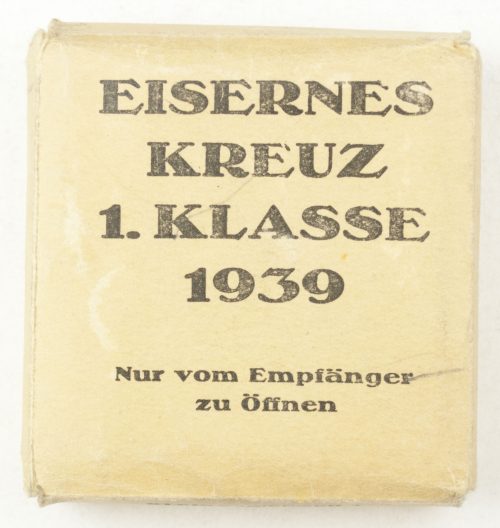 EISERNES
KREUZ
1. KLASSE
1939
Nur vom Empfänger
zu Öffnen